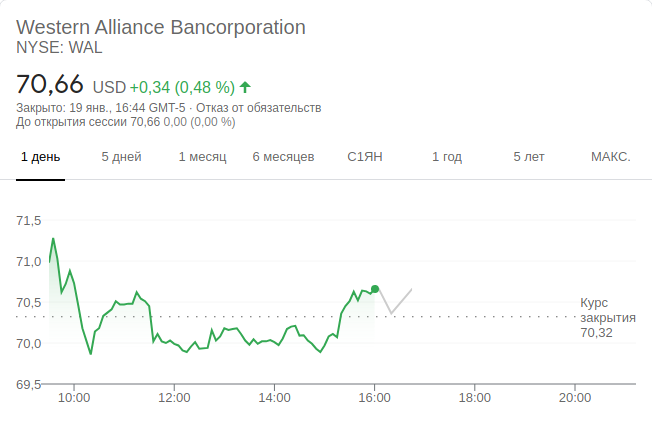 Western Alliance Bancorporation
NYSE: WAL
70,66 USD +0,34 (0,48 %)
Закрыто: 19 янв., 16:44 GMT-5 · Отказ от обязательств
До открытия сессии 70,66 0,00 (0,00 %)
1 день 5 дней 1 месяц 6 месяцев С1ЯН 1 год 5 лет МАКС.
71,5
71,0
70,5
70,0
69,5
Курс
закрытия
70,32
10:00 12:00 14:00 16:00 18:00 20:00